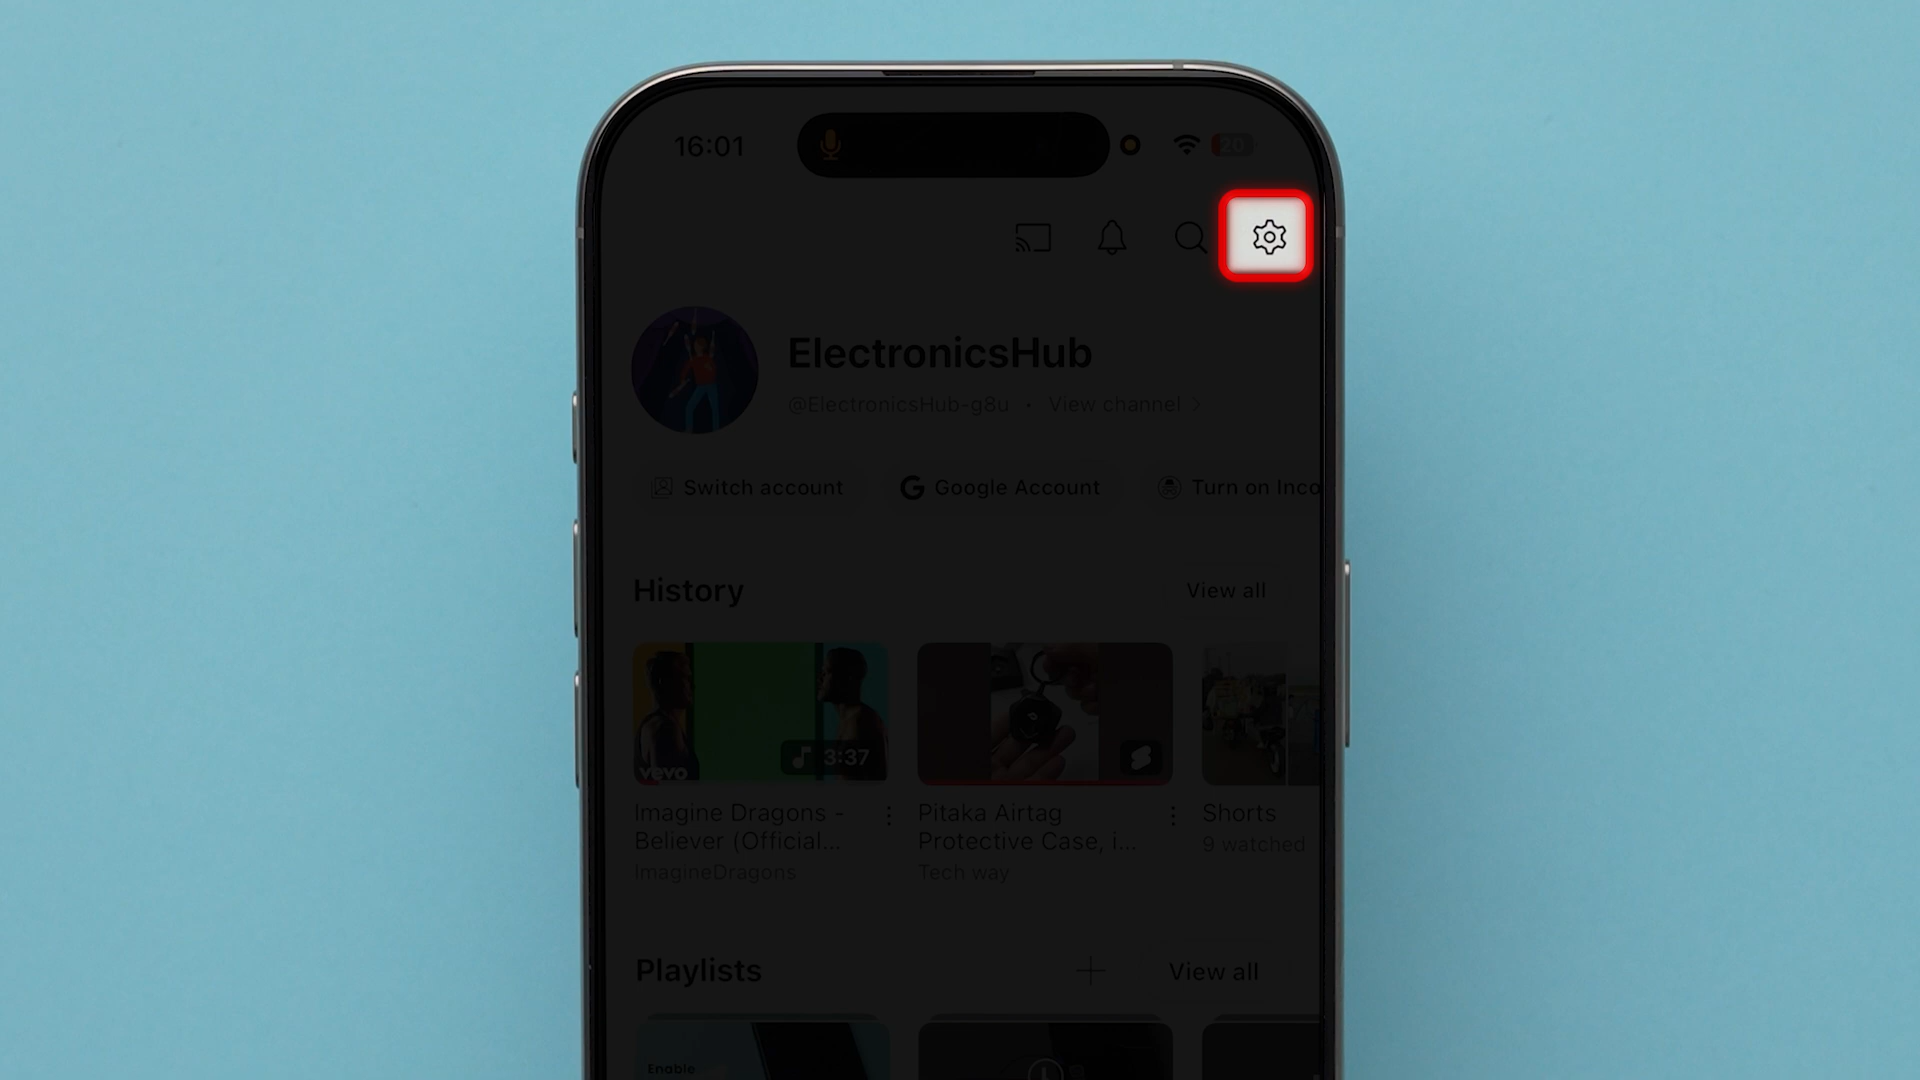 16:01
20
ElectronicsHub
@ElectronicsHub-g8u · View channel >
Switch account
Google Account
Turn on Inco
History
View all
vevo
3:37
Imagine Dragons -
Believer (Official...
ImagineDragons
Pitaka Airtag
Protective Case, i...
Tech way
Shorts
9 watched
Playlists
View all
Enable